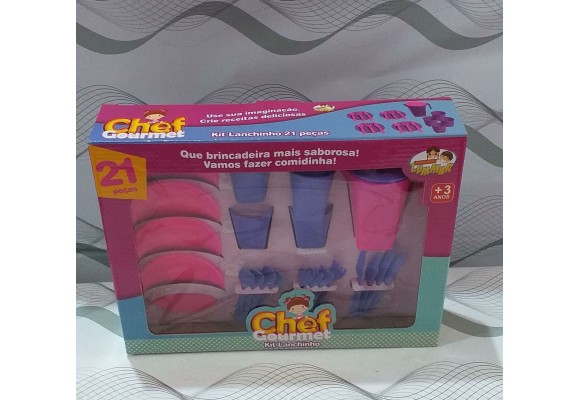 Chef
Gourmet
Use sua imaginação.
Crie receitas deliciosas
Kit Lanchinho 21 peças
21
peças
Que brincadeira mais saborosa!
Vamos fazer comidinha!
+3
ANOS
Chef
Gourmet
Kit Lanchinho